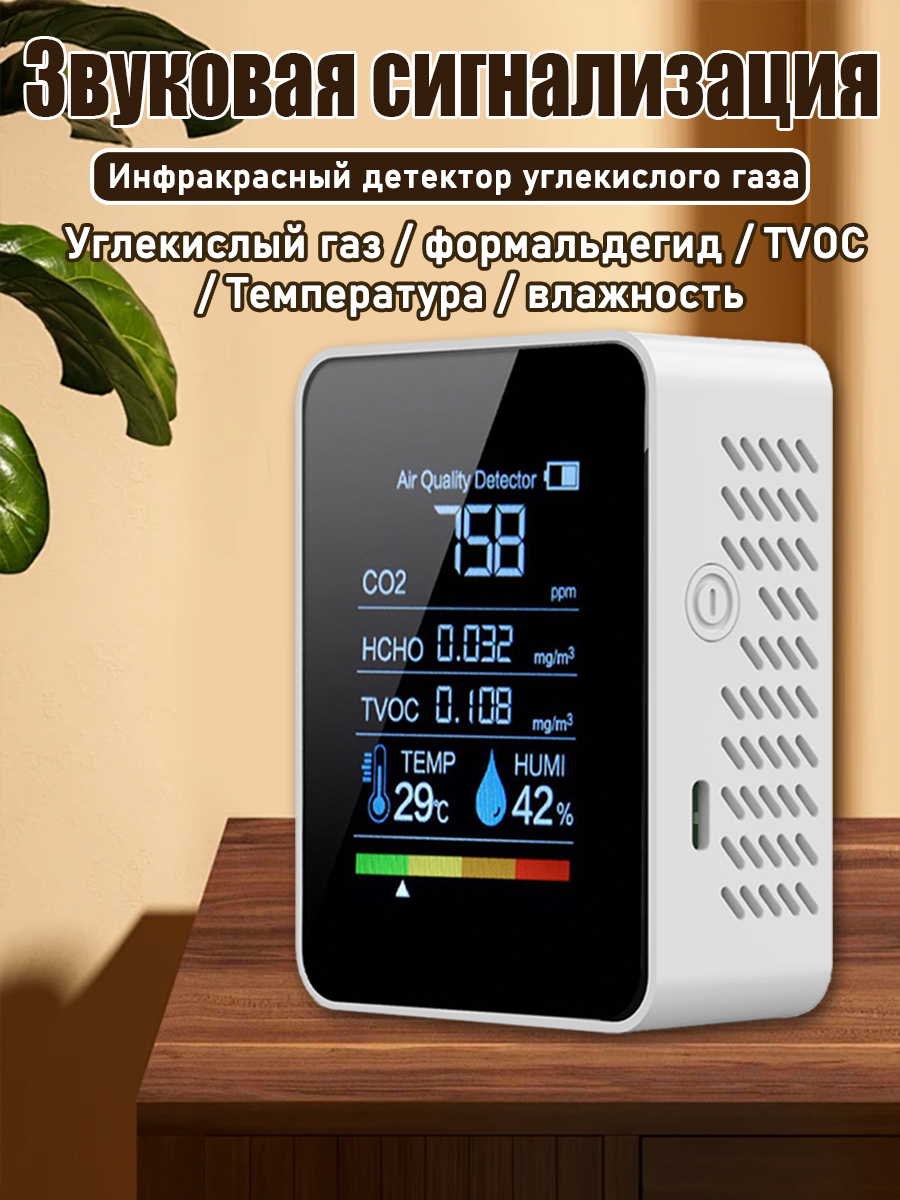 Звуковая сигнализация
Инфракрасный детектор углекислого газа
Углекислый газ / формальдегид / TVOC
/ Температура / влажность
Air Quality Detector
758
CO2 ppm
HCHO 0.032 mg/m³
TVOC 0.108 mg/m³
TEMP HUMI
29℃ 42%